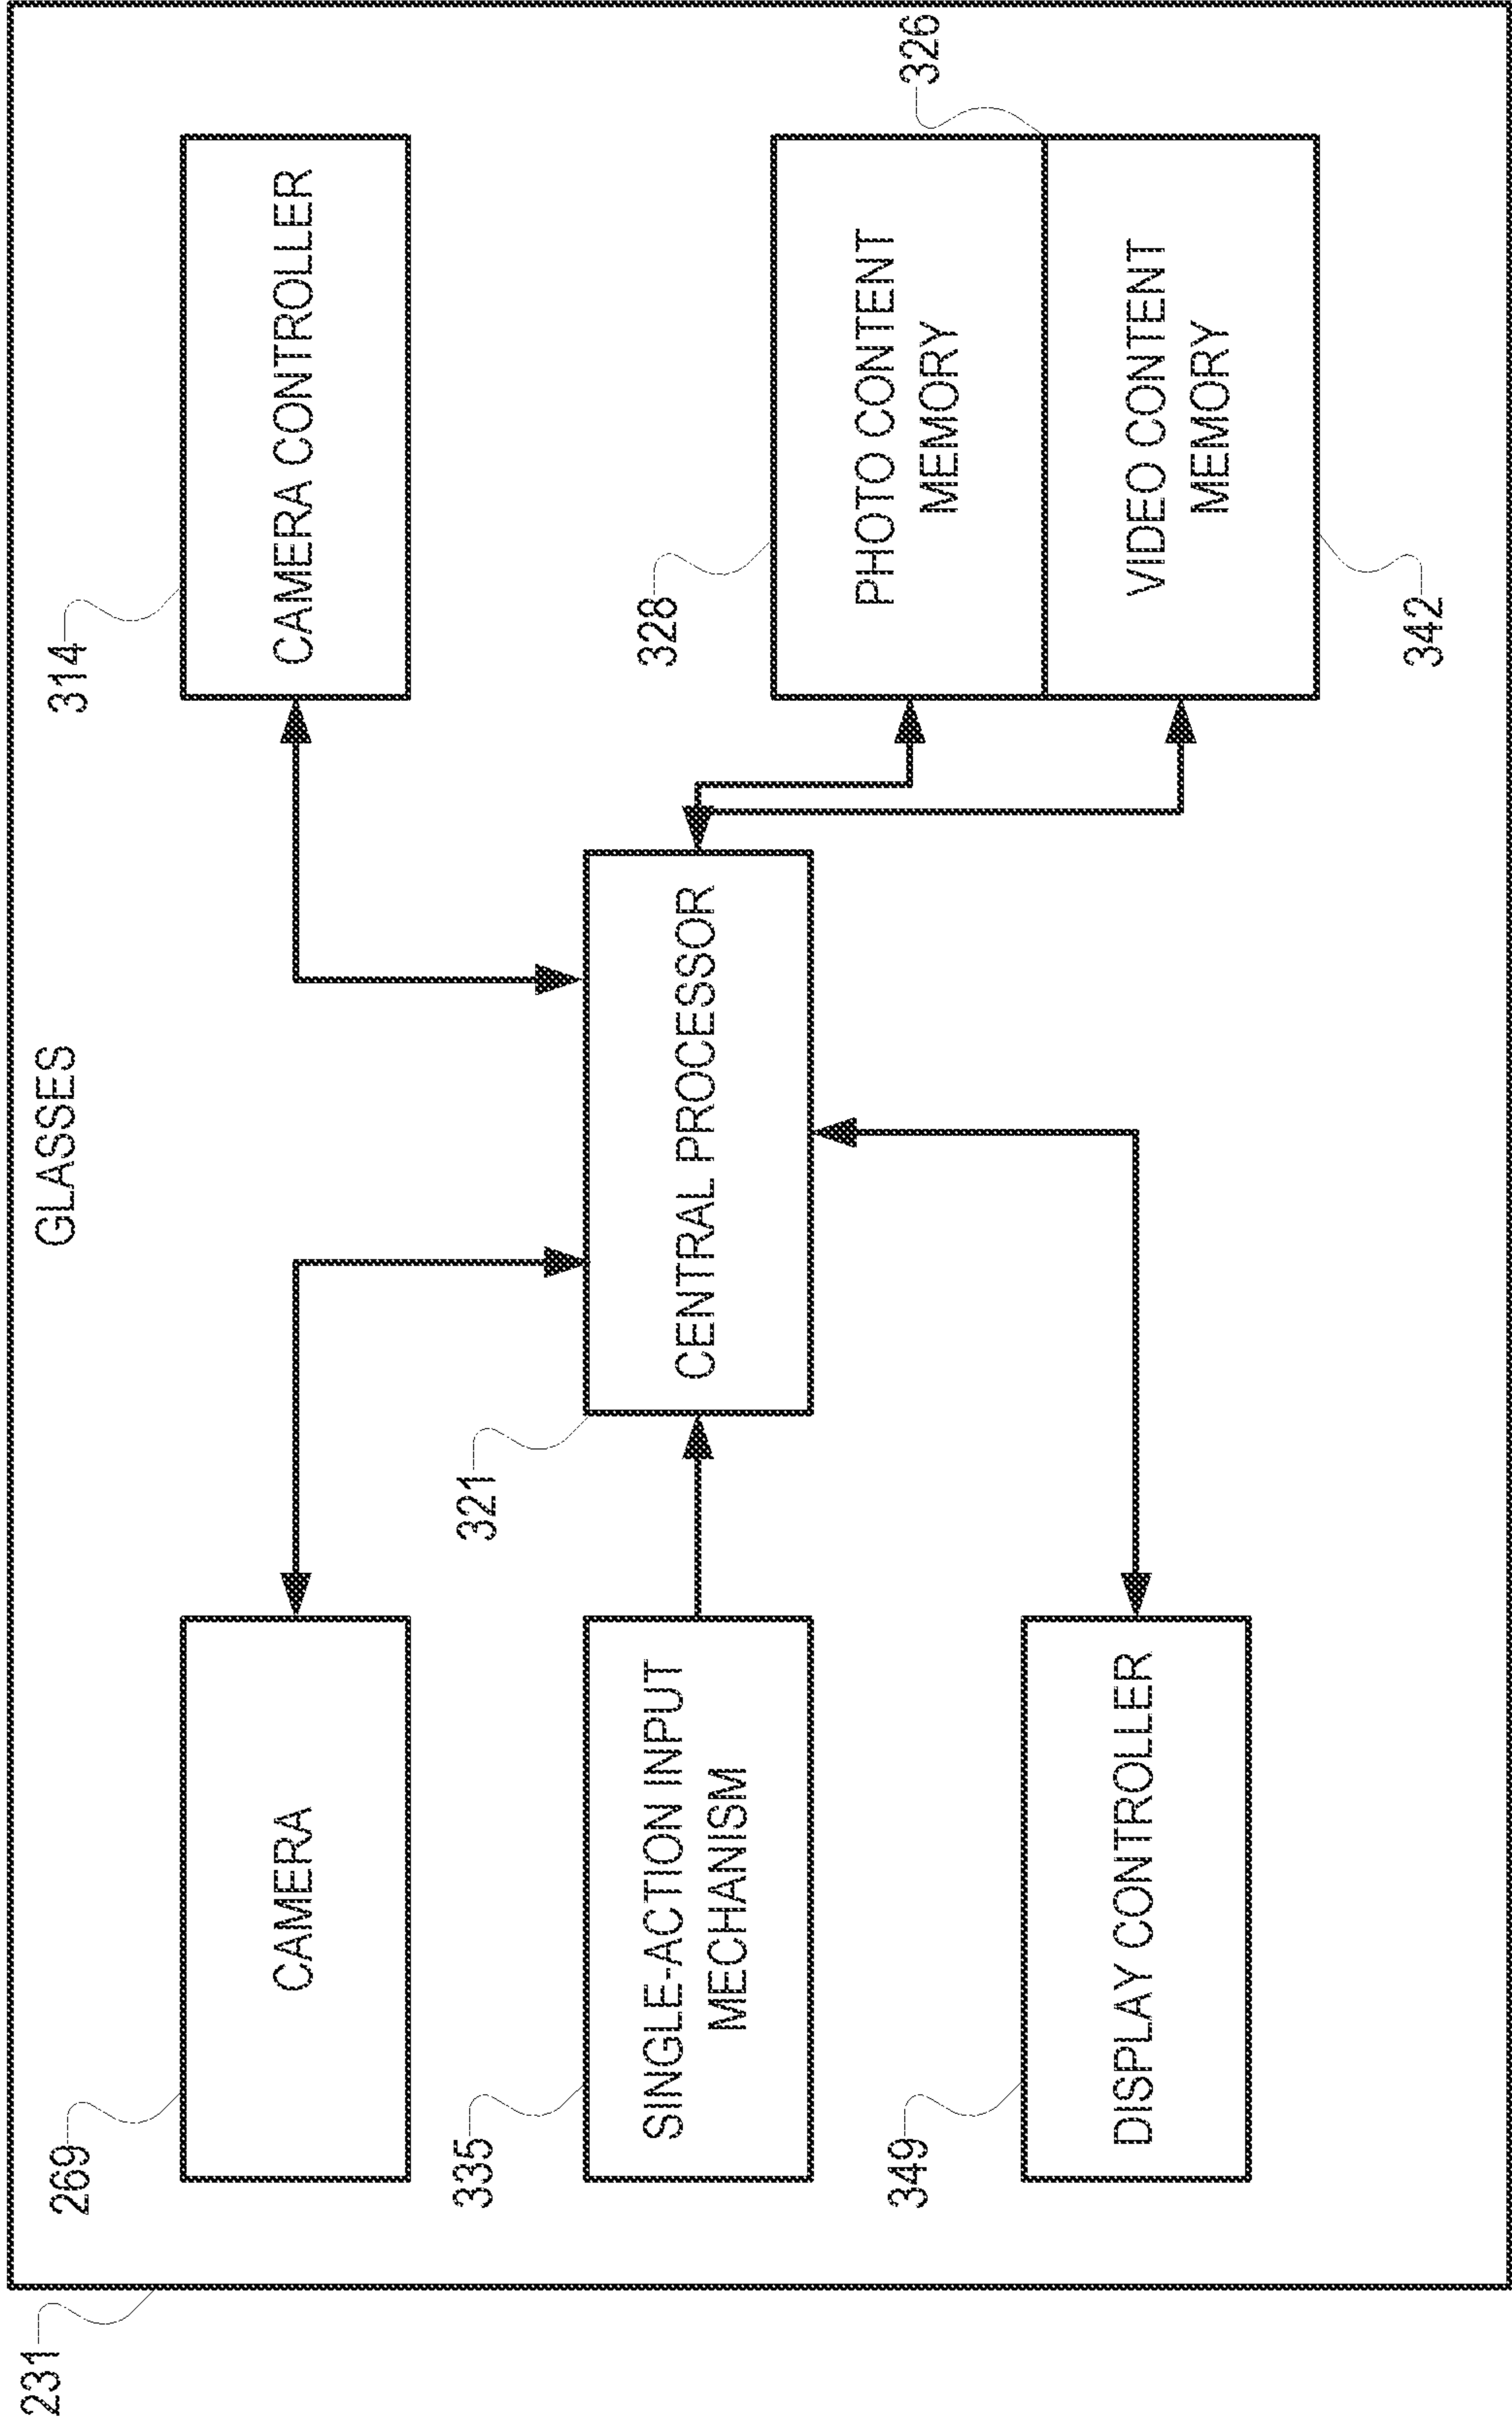 231
GLASSES
269
CAMERA
314
CAMERA CONTROLLER
335
SINGLE-ACTION INPUT
MECHANISM
321
CENTRAL PROCESSOR
328
PHOTO CONTENT
MEMORY
326
349
DISPLAY CONTROLLER
VIDEO CONTENT
MEMORY
342